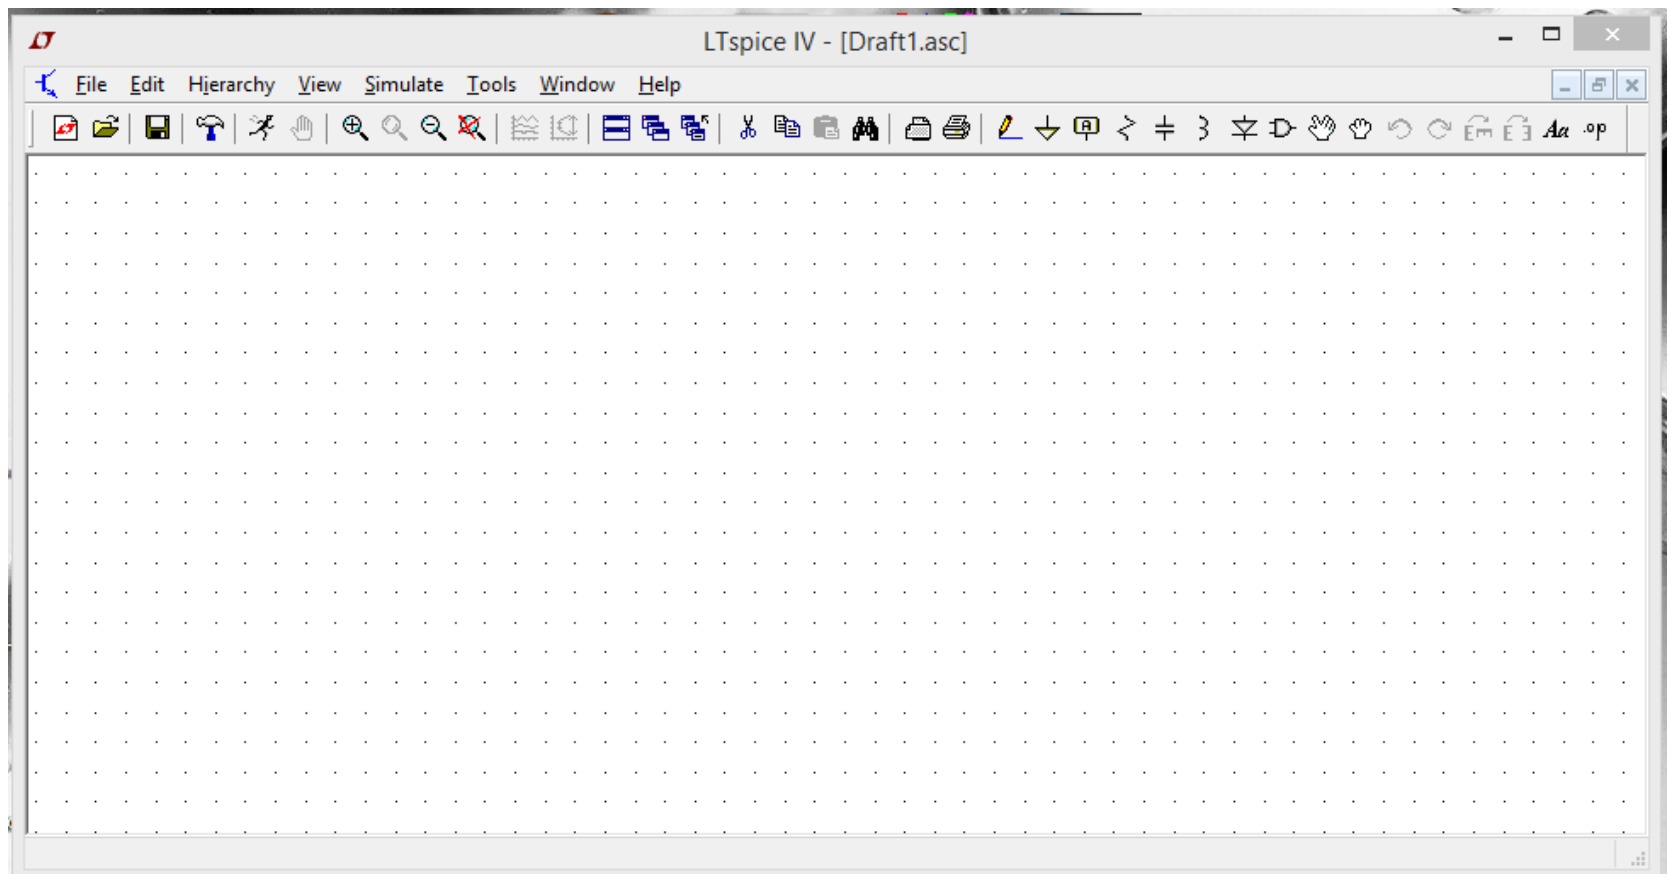 LTspice IV - [Draft1.asc]
File Edit Hierarchy View Simulate Tools Window Help
A Aa .op